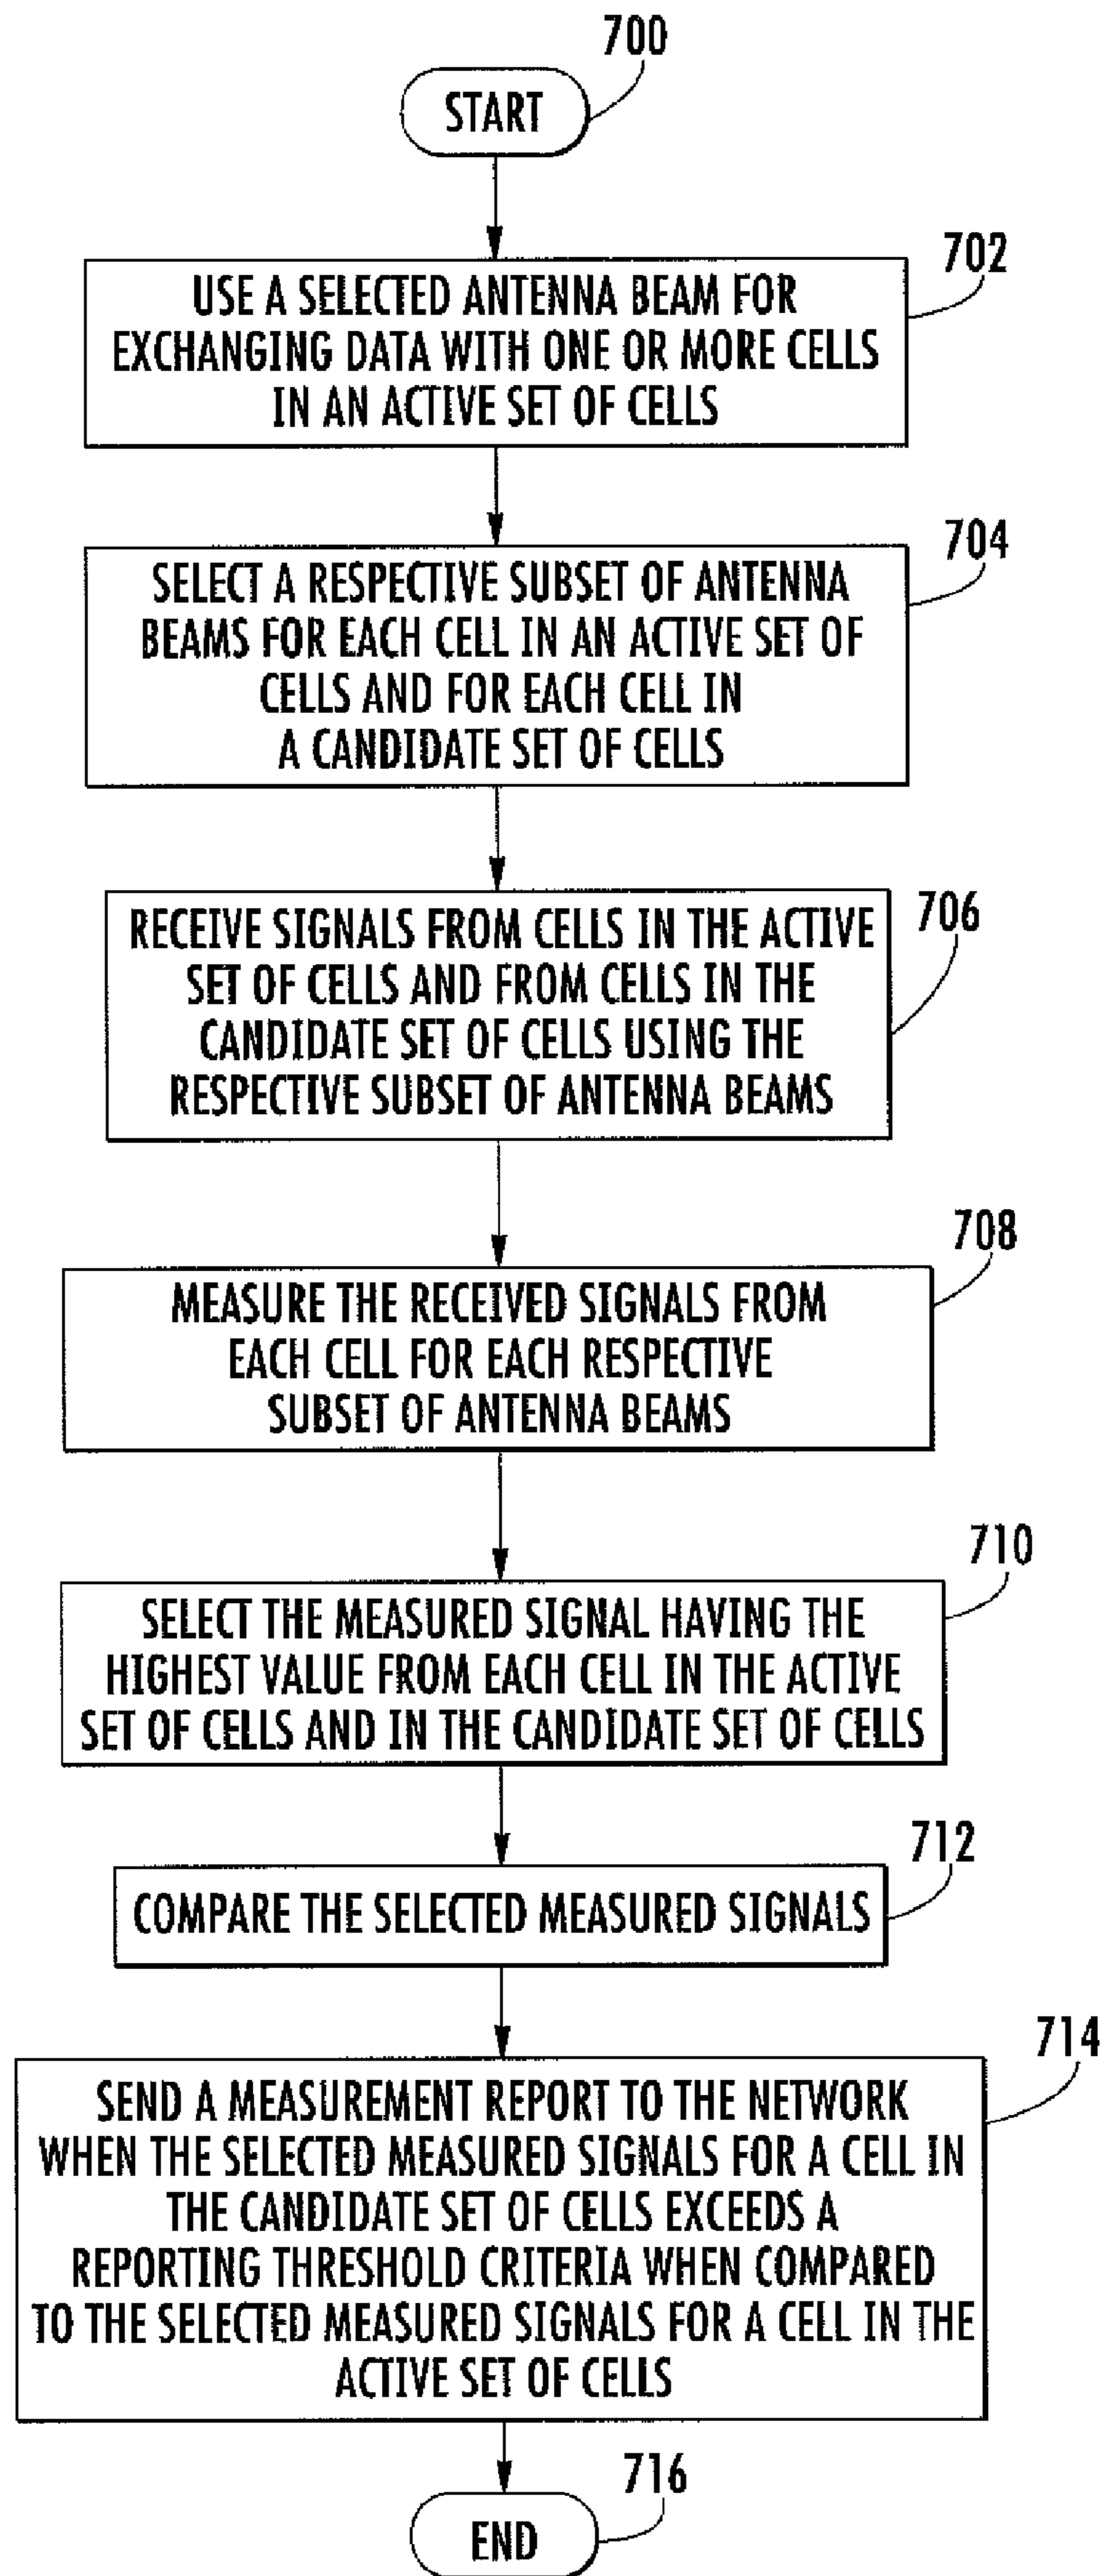 700
START
702
USE A SELECTED ANTENNA BEAM FOR
EXCHANGING DATA WITH ONE OR MORE CELLS
IN AN ACTIVE SET OF CELLS
704
SELECT A RESPECTIVE SUBSET OF ANTENNA
BEAMS FOR EACH CELL IN AN ACTIVE SET OF
CELLS AND FOR EACH CELL IN
A CANDIDATE SET OF CELLS
706
RECEIVE SIGNALS FROM CELLS IN THE ACTIVE
SET OF CELLS AND FROM CELLS IN THE
CANDIDATE SET OF CELLS USING THE
RESPECTIVE SUBSET OF ANTENNA BEAMS
708
MEASURE THE RECEIVED SIGNALS FROM
EACH CELL FOR EACH RESPECTIVE
SUBSET OF ANTENNA BEAMS
710
SELECT THE MEASURED SIGNAL HAVING THE
HIGHEST VALUE FROM EACH CELL IN THE ACTIVE
SET OF CELLS AND IN THE CANDIDATE SET OF CELLS
712
COMPARE THE SELECTED MEASURED SIGNALS
714
SEND A MEASUREMENT REPORT TO THE NETWORK
WHEN THE SELECTED MEASURED SIGNALS FOR A CELL IN
THE CANDIDATE SET OF CELLS EXCEEDS A
REPORTING THRESHOLD CRITERIA WHEN COMPARED
TO THE SELECTED MEASURED SIGNALS FOR A CELL IN THE
ACTIVE SET OF CELLS
716
END